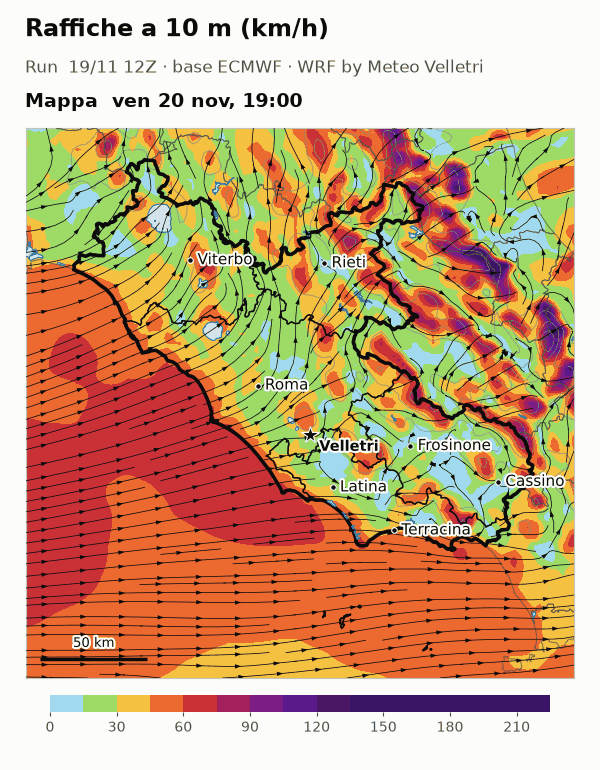 Raffiche a 10 m (km/h)
Run 19/11 12Z · base ECMWF · WRF by Meteo Velletri
Mappa ven 20 nov, 19:00
Viterbo
Rieti
Roma
Velletri
Frosinone
Latina
Cassino
Terracina
50 km
0 30 60 90 120 150 180 210